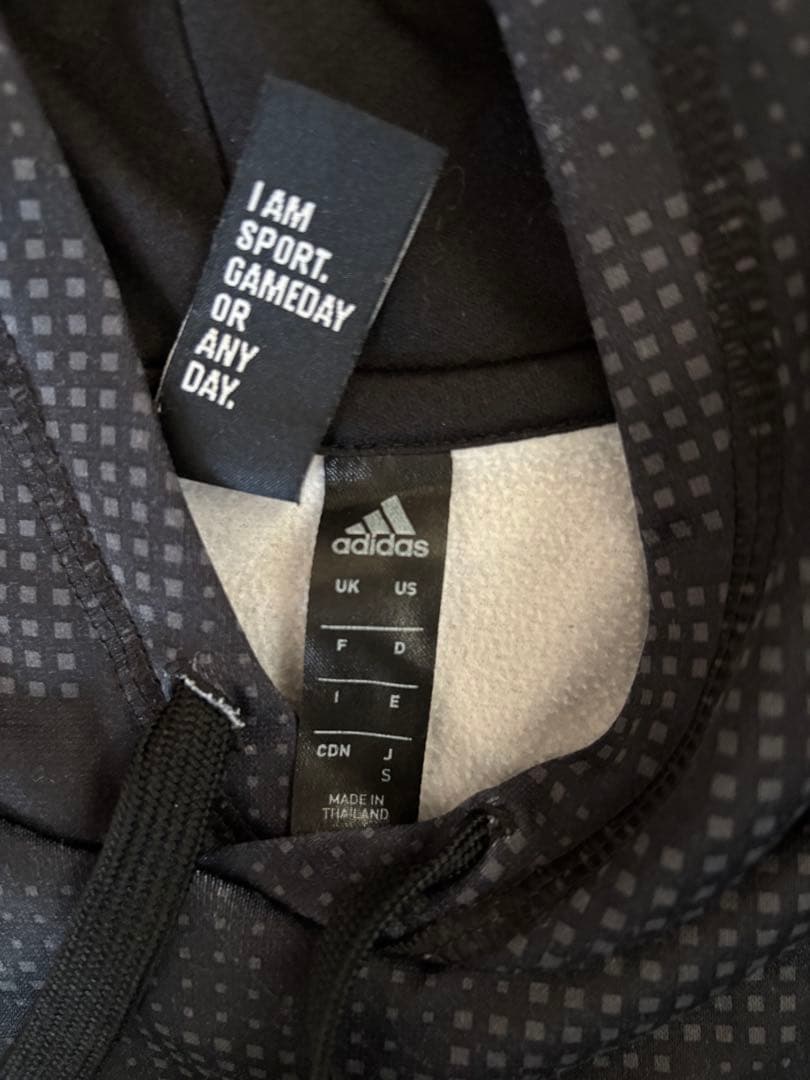 I AM
SPORT.
GAMEDAY
OR
ANY
DAY.
adidas
UK US
F D
I E
CDN J
S
MADE IN
THAILAND